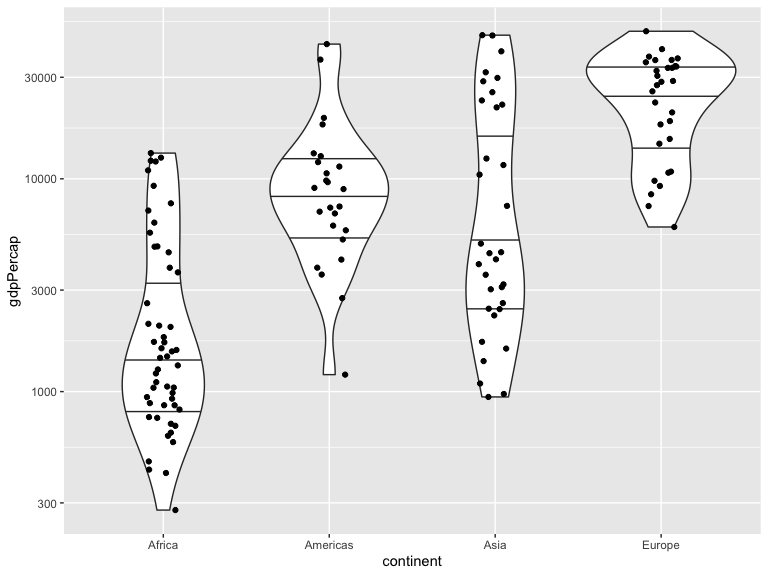 gdpPercap
30000
10000
3000
1000
300
Africa
Americas
Asia
Europe
continent